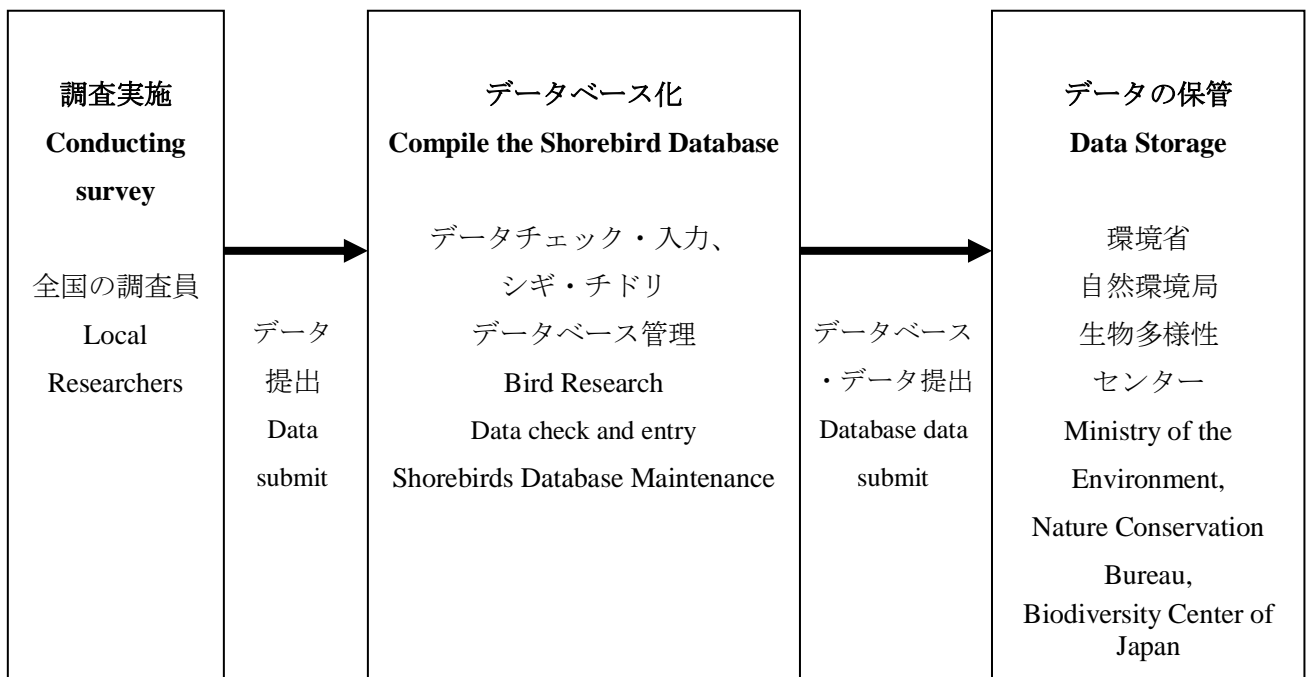 調査実施
Conducting
survey
全国の調査員
Local
Researchers
データ
提出
Data
submit
データベース化
Compile the Shorebird Database
データチェック・入力、
シギ・チドリ
データベース管理
Bird Research
Data check and entry
Shorebirds Database Maintenance
データベース
・データ提出
Database data
submit
データの保管
Data Storage
環境省
自然環境局
生物多様性
センター
Ministry of the
Environment,
Nature Conservation
Bureau,
Biodiversity Center of
Japan